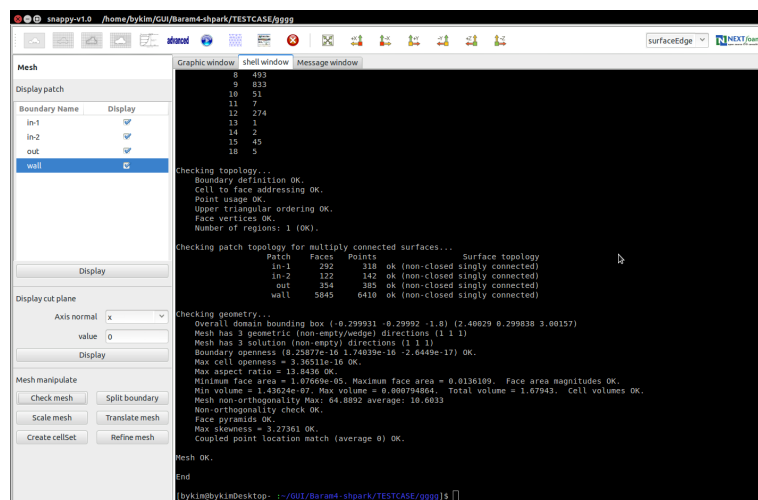 snappy-v1.0 /home/bykim/GUI/Baram4-shpark/TESTCASE/gggg
advanced
surfaceEdge
NEXTfoam
Mesh
Graphic window shell window Message window
Display patch
Boundary Name Display
in-1
in-2
out
wall
Display
Display cut plane
Axis normal x
value 0
Display
Mesh manipulate
Check mesh Split boundary
Scale mesh Translate mesh
Create cellSet Refine mesh
8 493
9 833
10 51
11 7
12 274
13 1
14 2
15 45
18 5
Checking topology...
Boundary definition OK.
Cell to face addressing OK.
Point usage OK.
Upper triangular ordering OK.
Face vertices OK.
Number of regions: 1 (OK).
Checking patch topology for multiply connected surfaces...
Patch Faces Points Surface topology
in-1 292 318 ok (non-closed singly connected)
in-2 122 142 ok (non-closed singly connected)
out 354 385 ok (non-closed singly connected)
wall 5845 6410 ok (non-closed singly connected)
Checking geometry...
Overall domain bounding box (-0.299931 -0.29992 -1.8) (2.40029 0.299838 3.00157)
Mesh has 3 geometric (non-empty/wedge) directions (1 1 1)
Mesh has 3 solution (non-empty) directions (1 1 1)
Boundary openness (8.25877e-16 1.74039e-16 -2.6449e-17) OK.
Max cell openness = 3.36511e-16 OK.
Max aspect ratio = 13.8436 OK.
Minimum face area = 1.07669e-05. Maximum face area = 0.0136109. Face area magnitudes OK.
Min volume = 1.43624e-07. Max volume = 0.000794864. Total volume = 1.67943. Cell volumes OK.
Mesh non-orthogonality Max: 64.8892 average: 10.6033
Non-orthogonality check OK.
Face pyramids OK.
Max skewness = 3.27361 OK.
Coupled point location match (average 0) OK.
Mesh OK.
End
[bykim@bykimDesktop- :~/GUI/Baram4-shpark/TESTCASE/gggg]$